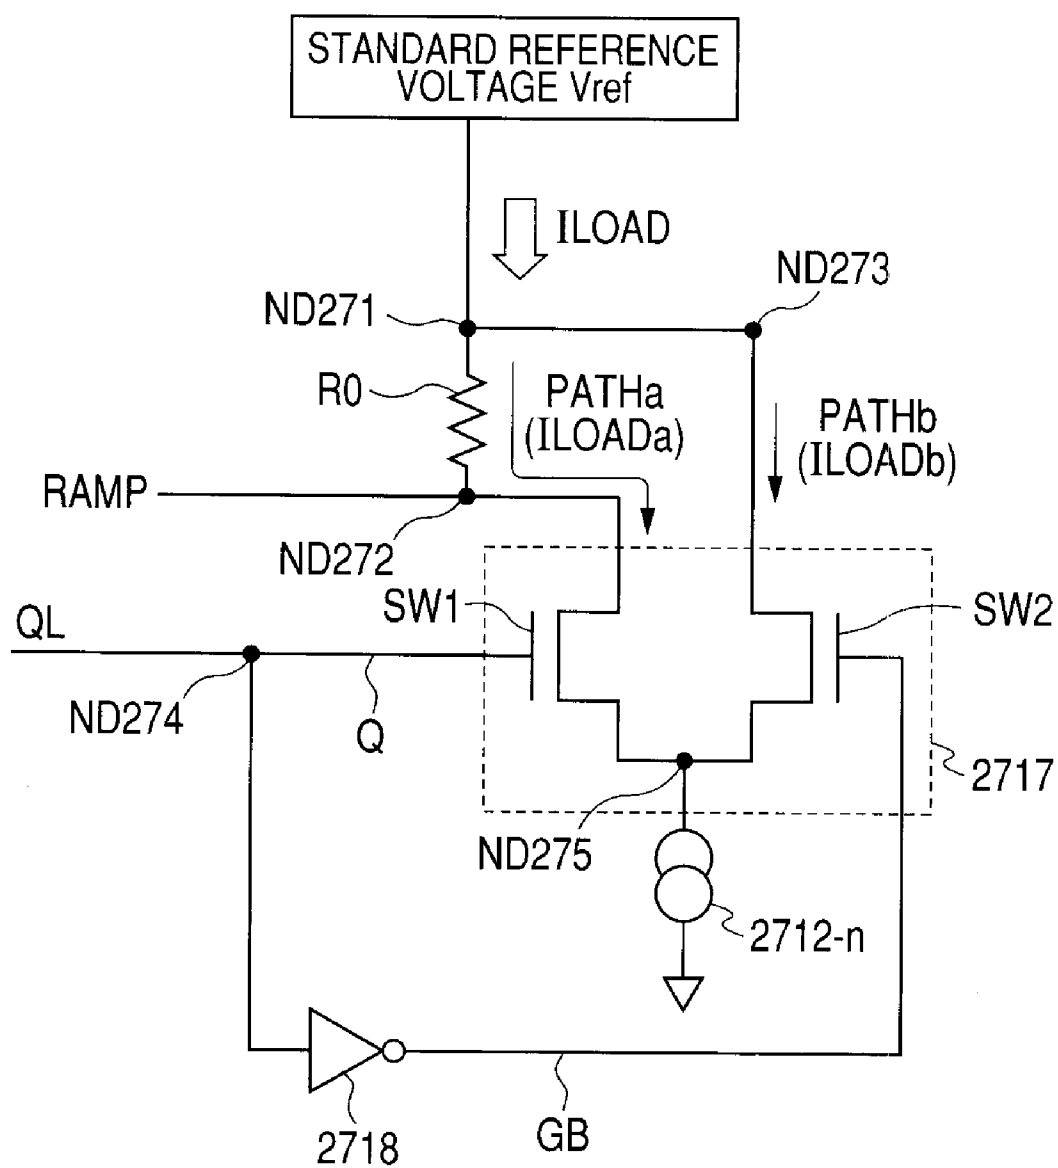 STANDARD REFERENCE
VOLTAGE Vref
ILOAD
ND273
ND271
R0
PATHa
(ILOADa)
PATHb
(ILOADb)
RAMP
ND272
SW1
SW2
QL
ND274
Q
2717
ND275
2712-n
2718
GB